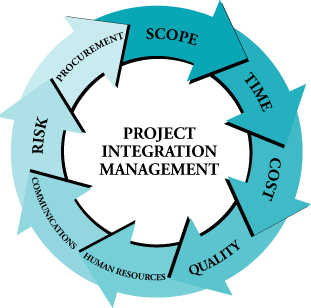 SCOPE
TIME
COST
QUALITY
HUMAN RESOURCES
COMMUNICATIONS
RISK
PROCUREMENT
PROJECT
INTEGRATION
MANAGEMENT